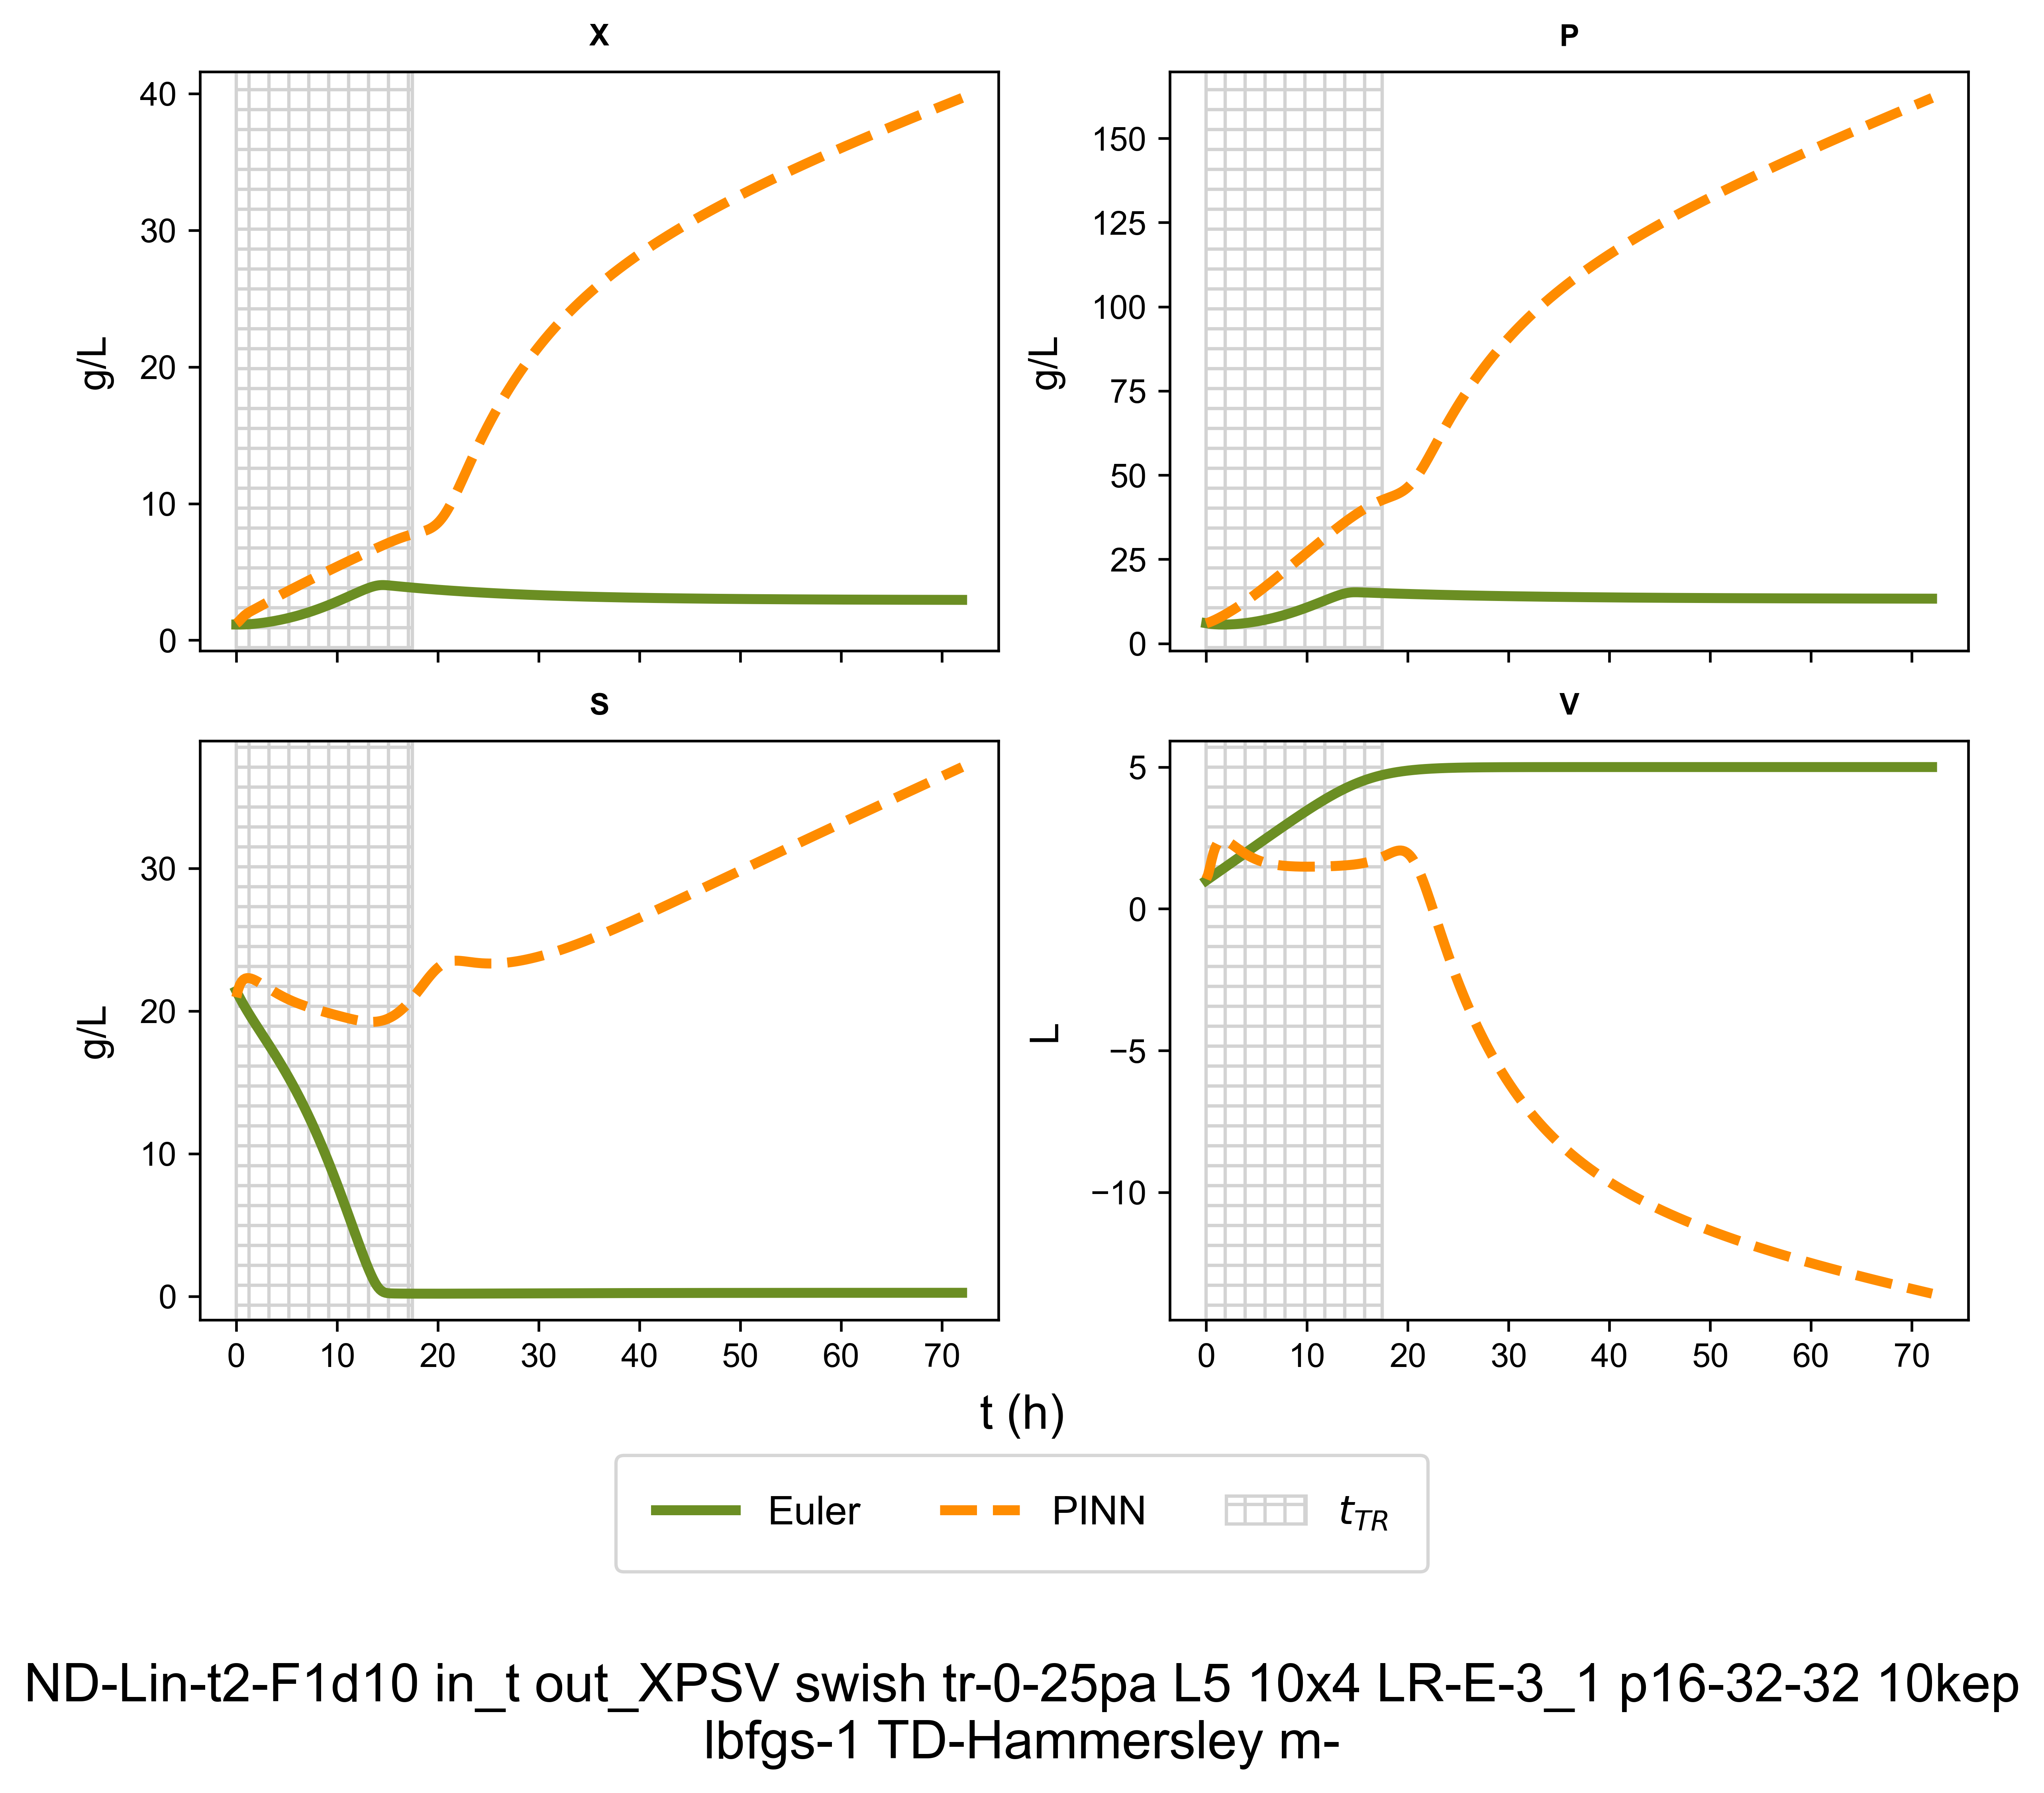 X
P
40
30
20
10
0
g/L
150
125
100
75
50
25
0
g/L
S
V
30
20
10
0
g/L
0 10 20 30 40 50 60 70
5
0
−5
−10
L
0 10 20 30 40 50 60 70
t (h)
Euler PINN t_TR
ND-Lin-t2-F1d10 in_t out_XPSV swish tr-0-25pa L5 10x4 LR-E-3_1 p16-32-32 10kep
lbfgs-1 TD-Hammersley m-